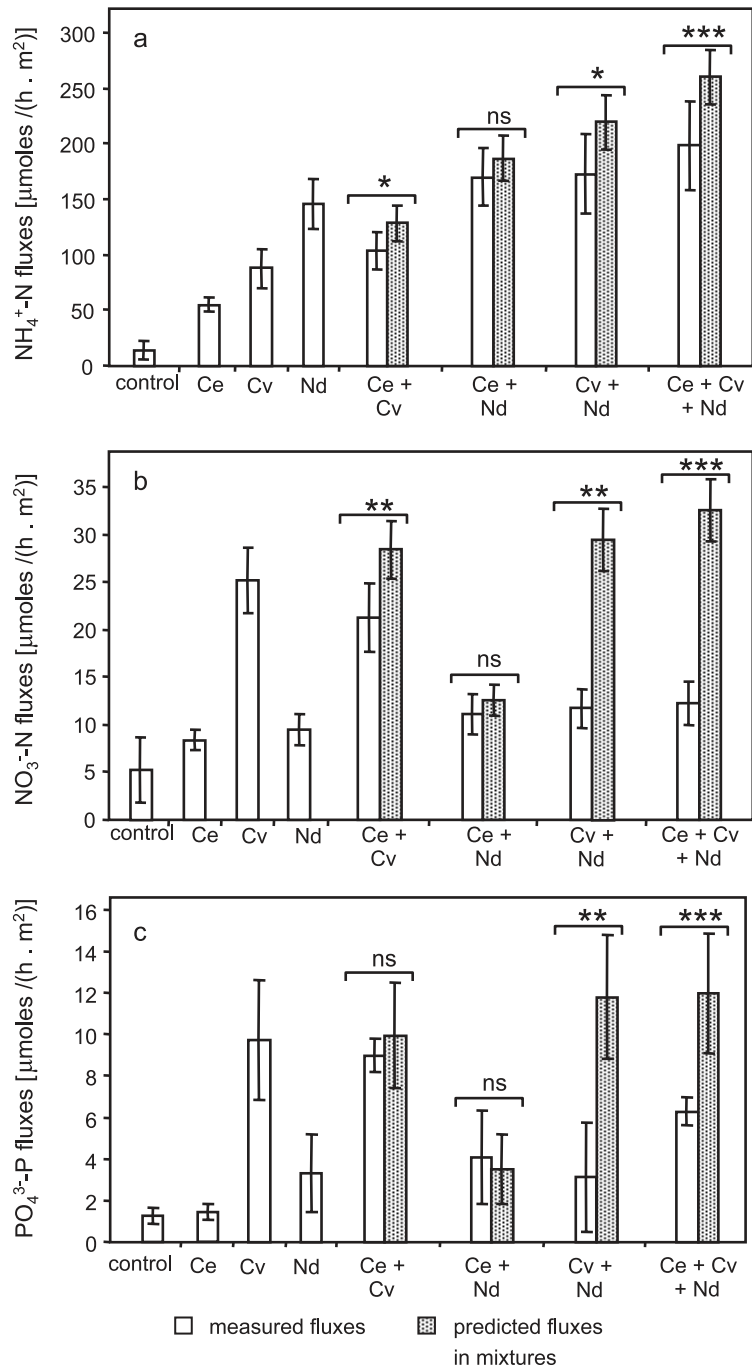 a
NH₄⁺-N fluxes [μmoles /(h . m²)]
300
250
200
150
100
50
0
* ns * ***
control Ce Cv Nd Ce + Cv Ce + Nd Cv + Nd Ce + Cv + Nd
b
NO₃⁻-N fluxes [μmoles /(h . m²)]
35
30
25
20
15
10
5
0
** ns ** ***
control Ce Cv Nd Ce + Cv Ce + Nd Cv + Nd Ce + Cv + Nd
c
PO₄³⁻-P fluxes [μmoles /(h . m²)]
16
14
12
10
8
6
4
2
0
ns ns ** ***
control Ce Cv Nd Ce + Cv Ce + Nd Cv + Nd Ce + Cv + Nd
measured fluxes
predicted fluxes
in mixtures